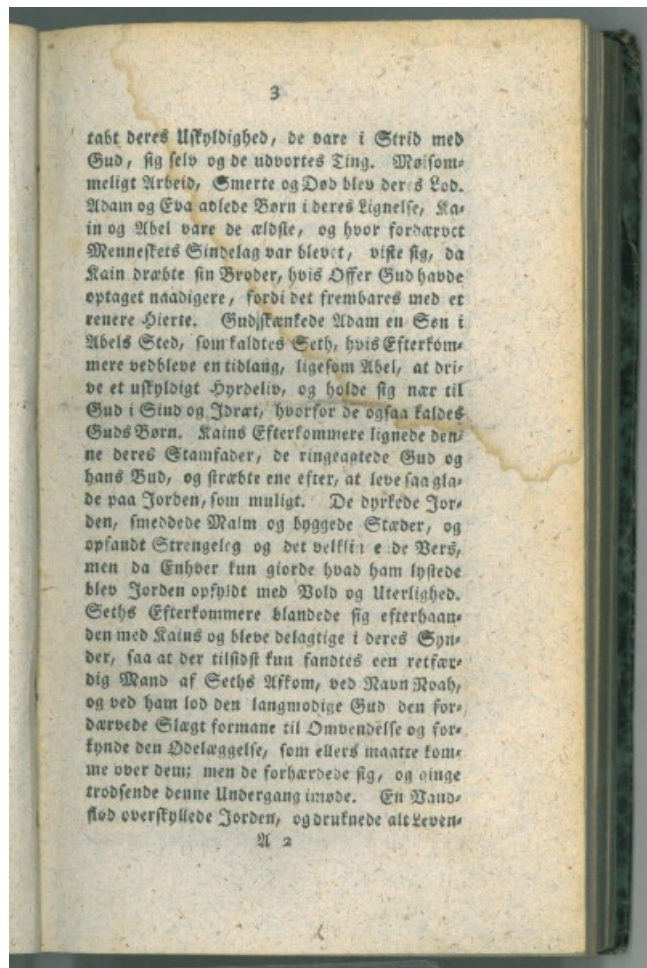 3
tabt deres Uskyldighed, de vare i Strid med
Gud, sig selv og de udvortes Ting. Møisom-
meligt Arbeid, Smerte og Død blev deres Lod.
Adam og Eva avlede Børn i deres Lignelse, Ka-
in og Abel vare de ældste, og hvor fordærvet
Menneskets Sindelag var blevet, viste sig, da
Kain dræbte sin Broder, hvis Offer Gud havde
optaget naadigere, fordi det frembares med et
renere Hierte. Gud skænkede Adam en Søn i
Abels Sted, som kaldtes Seth, hvis Efterkom-
mere vedbleve en tidlang, ligesom Abel, at dri-
ve et uskyldigt Hyrdeliv, og holde sig nær til
Gud i Sind og Idræt, hvorfor de ogsaa kaldes
Guds Børn. Kains Efterkommere lignede den-
ne deres Stamfader, de ringeagtede Gud og
hans Bud, og stræbte ene efter, at leve saa gla-
de paa Jorden, som muligt. De dyrkede Jor-
den, smeddede Malm og byggede Stæder, og
opfandt Strengeleg og det velklingende Vers,
men da Enhver kun giorde hvad ham lystede
blev Jorden opfyldt med Vold og Uterlighed.
Seths Efterkommere blandede sig efterhaan-
den med Kains og bleve delagtige i deres Syn-
der, saa at der tilsidst kun fandtes een retfær-
dig Mand af Seths Afkom, ved Navn Noah,
og ved ham lod den langmodige Gud den for-
dærvede Slægt formane til Omvendelse og for-
kynde den Ødelæggelse, som ellers maatte kom-
me over dem; men de forhærdede sig, og ginge
trodsende denne Undergang imøde. En Vand-
flod overskyllede Jorden, og druknede alt Leven-
A 2